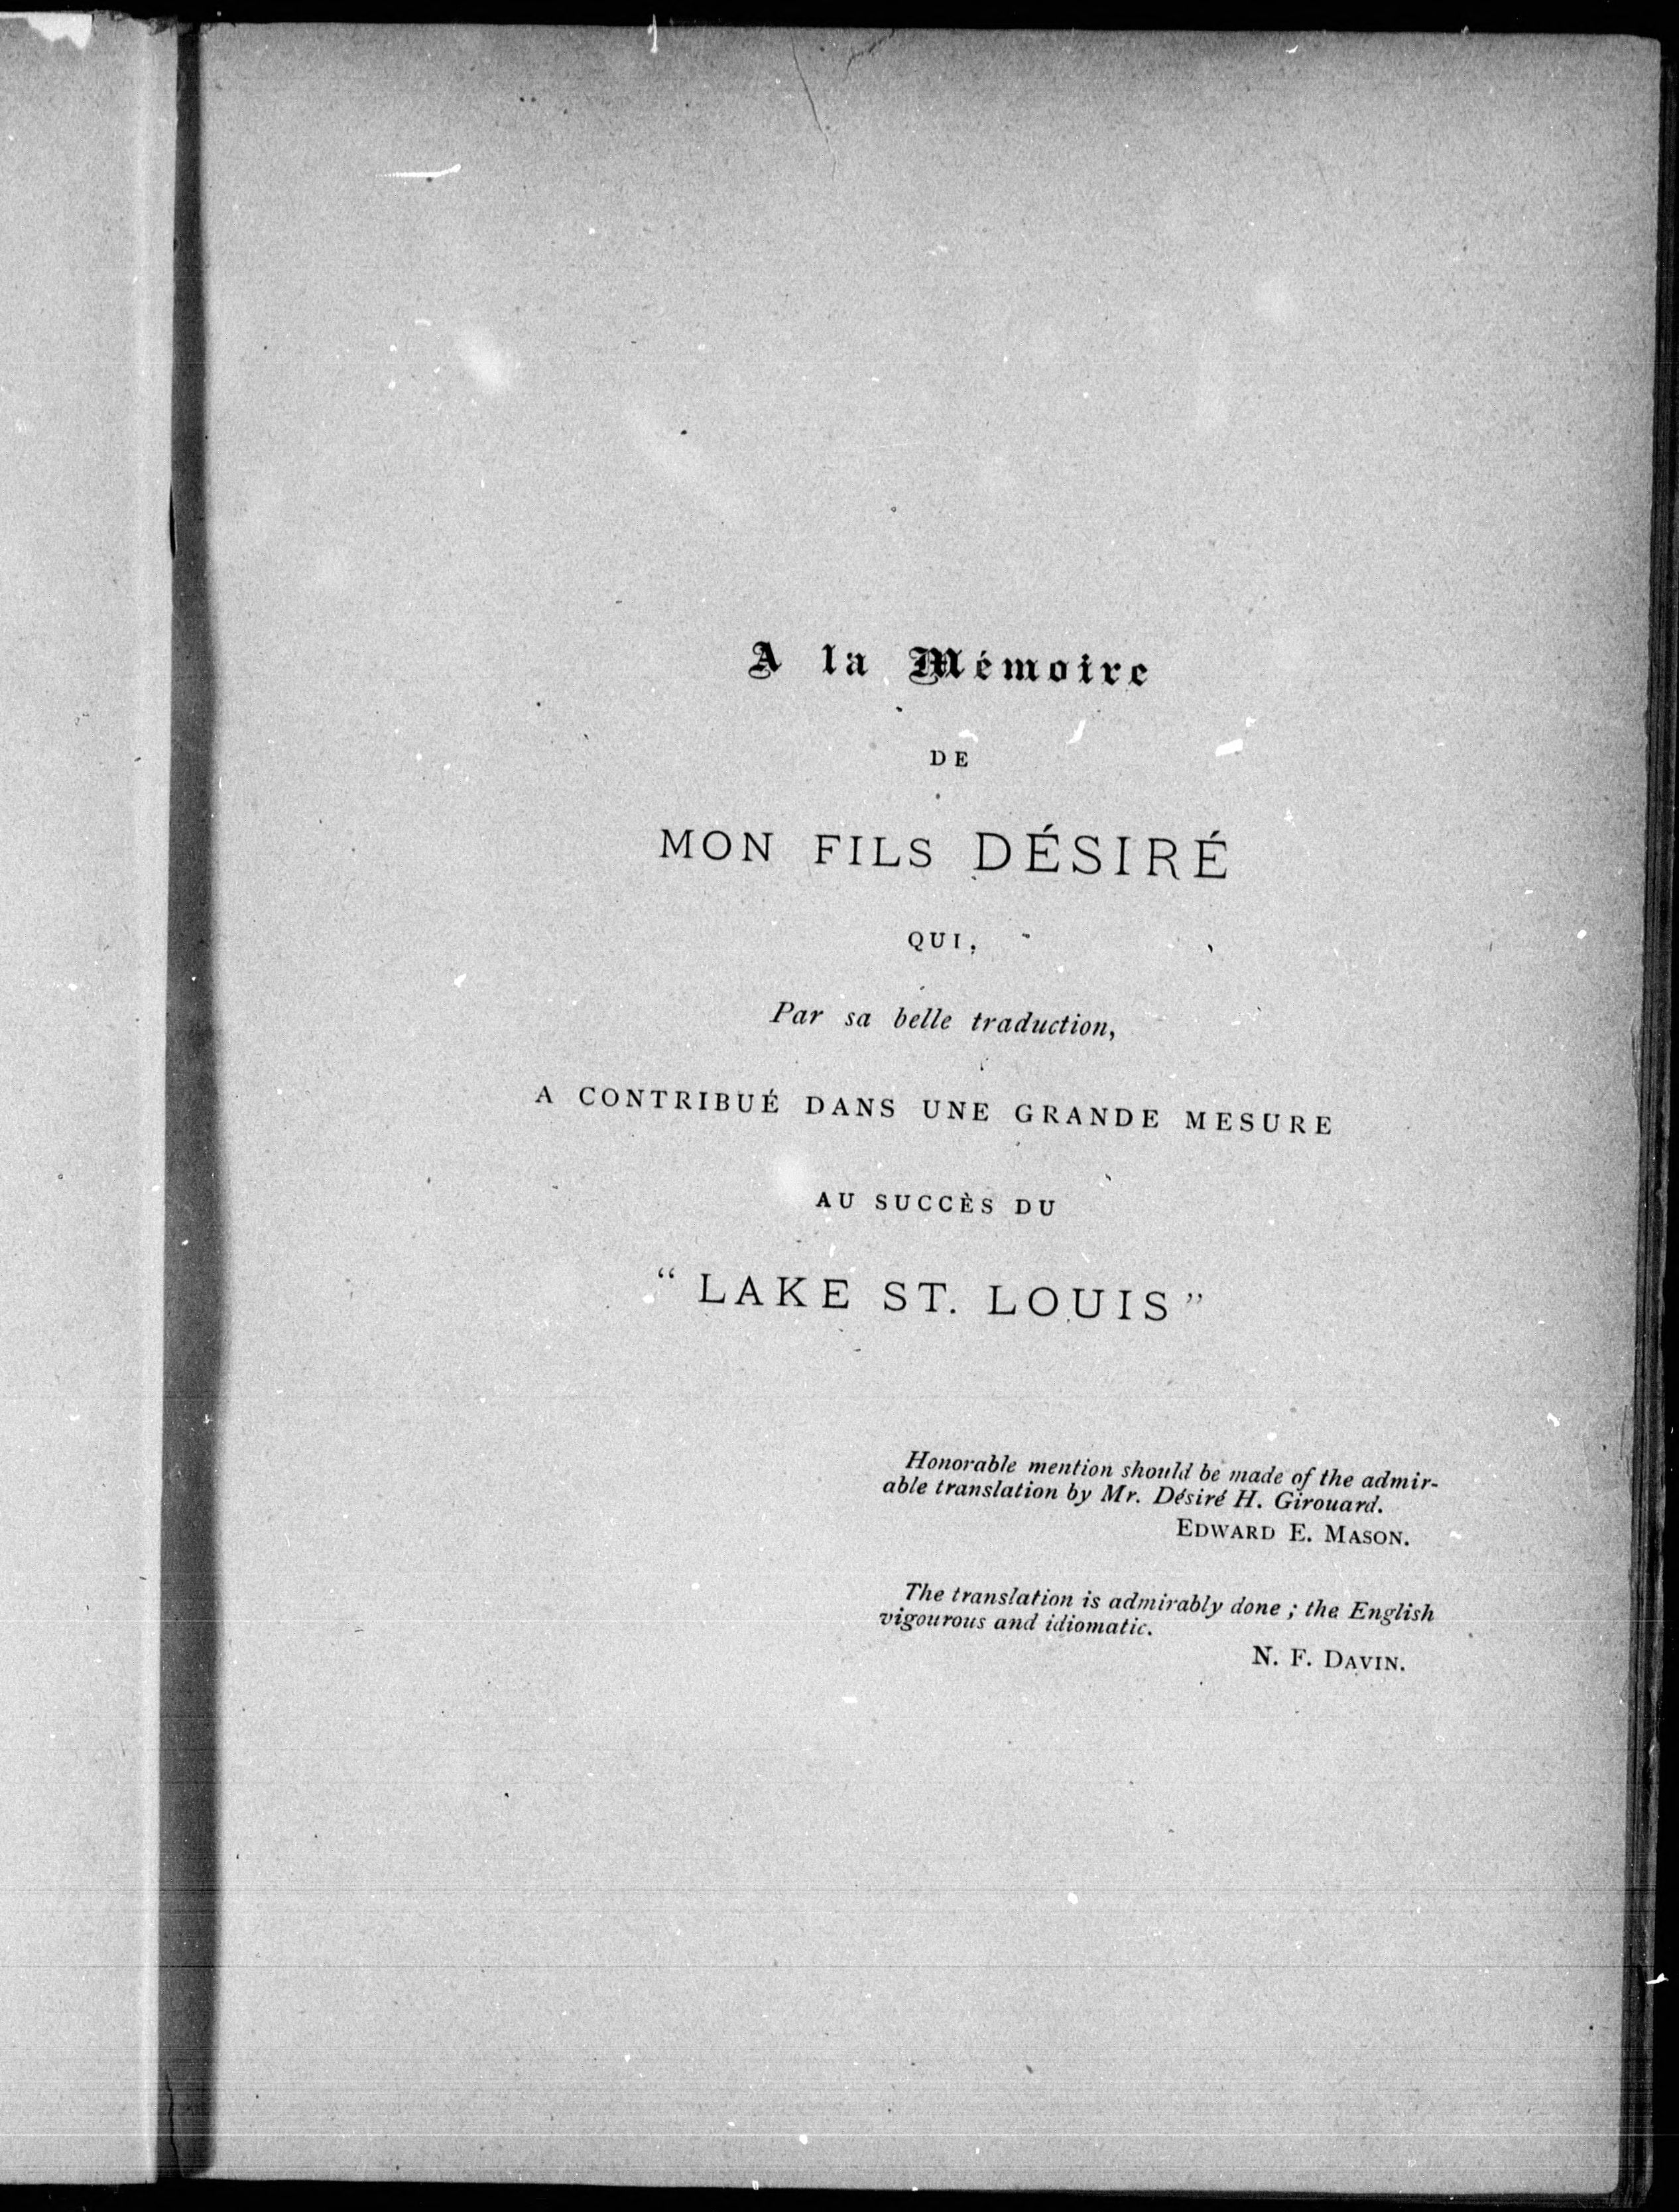 A la Mémoire
DE
MON FILS DÉSIRÉ
QUI,
Par sa belle traduction,
A CONTRIBUÉ DANS UNE GRANDE MESURE
AU SUCCÈS DU
“ LAKE ST. LOUIS ”
Honorable mention should be made of the admir-
able translation by Mr. Désiré H. Girouard.
EDWARD E. MASON.
The translation is admirably done ; the English
vigourous and idiomatic.
N. F. DAVIN.